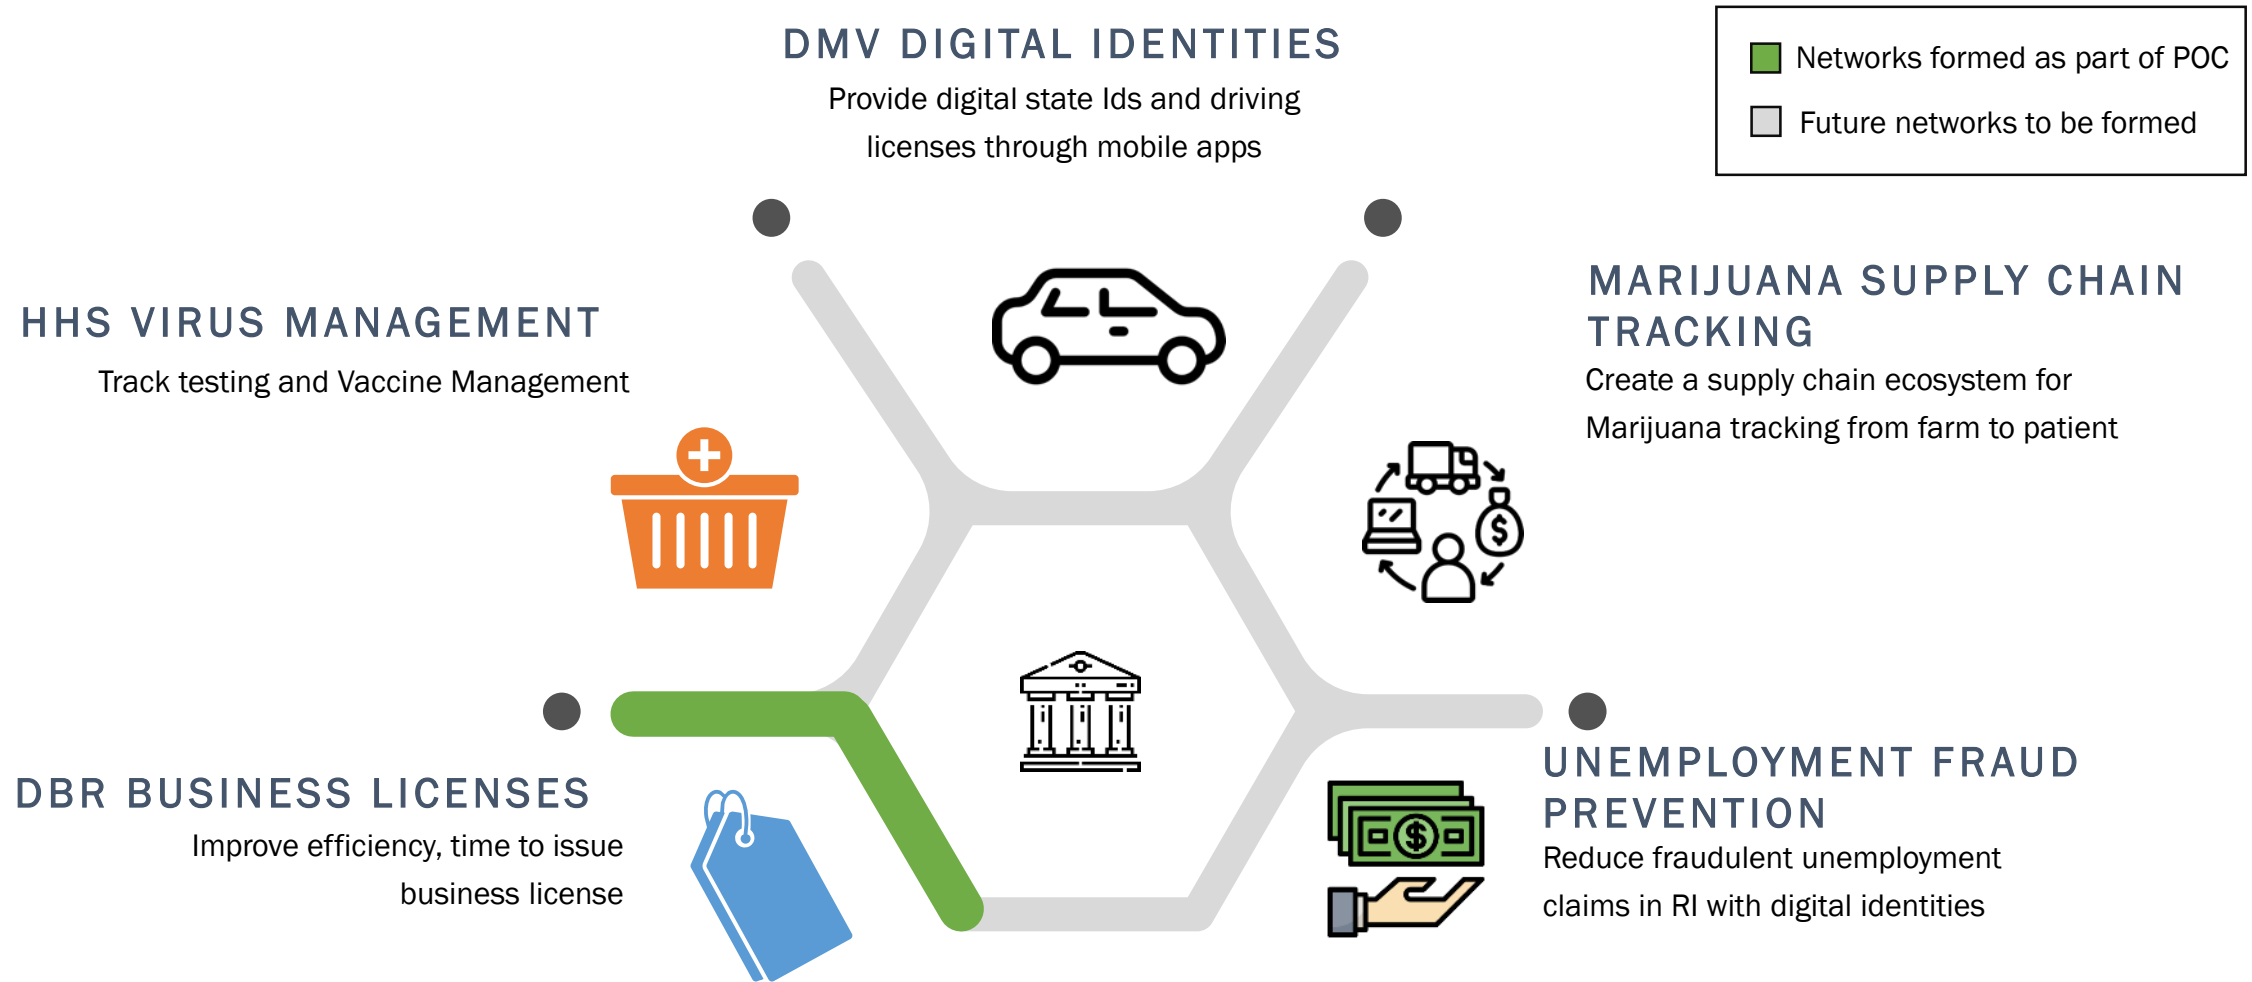 DMV DIGITAL IDENTITIES
Provide digital state Ids and driving
licenses through mobile apps
Networks formed as part of POC
Future networks to be formed
HHS VIRUS MANAGEMENT
Track testing and Vaccine Management
MARIJUANA SUPPLY CHAIN
TRACKING
Create a supply chain ecosystem for
Marijuana tracking from farm to patient
DBR BUSINESS LICENSES
Improve efficiency, time to issue
business license
UNEMPLOYMENT FRAUD
PREVENTION
Reduce fraudulent unemployment
claims in RI with digital identities